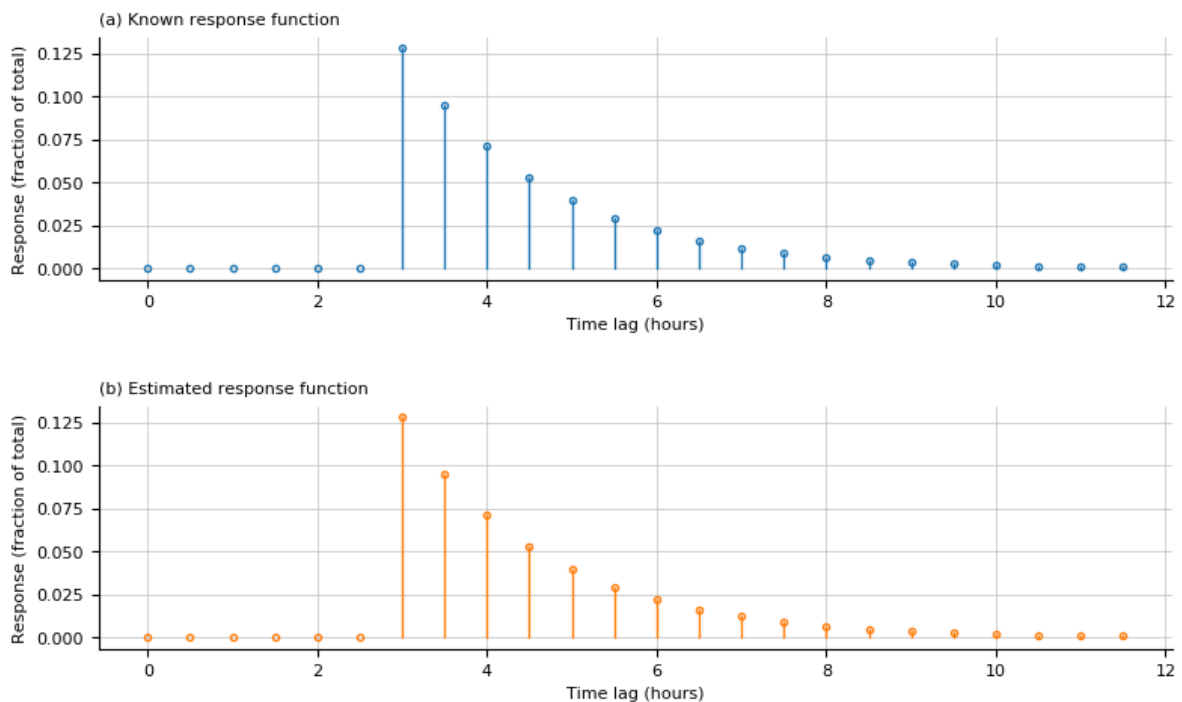 (a) Known response function
Response (fraction of total)
0.125
0.100
0.075
0.050
0.025
0.000
0 2 4 6 8 10 12
Time lag (hours)
(b) Estimated response function
Response (fraction of total)
0.125
0.100
0.075
0.050
0.025
0.000
0 2 4 6 8 10 12
Time lag (hours)